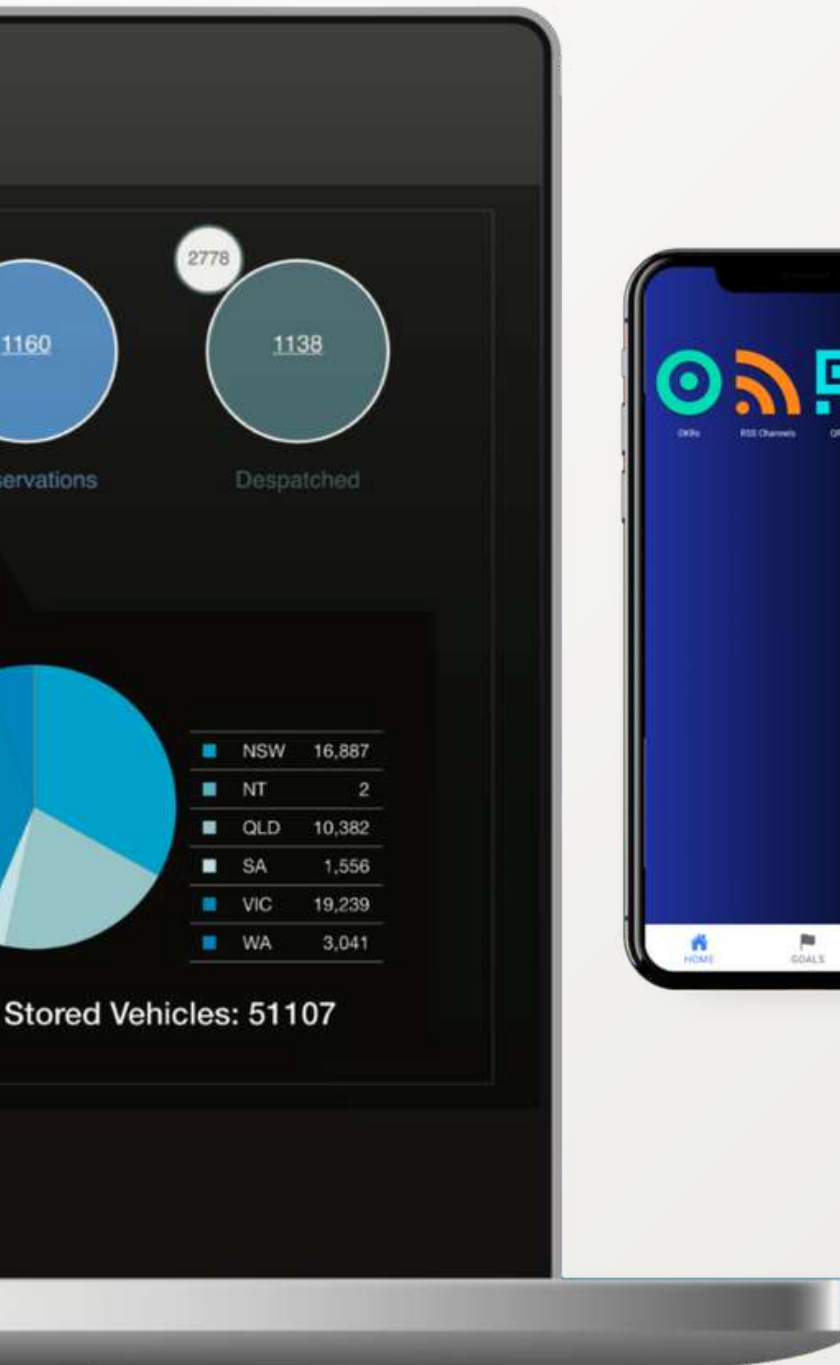 2778
1160
1138
Despatched
NSW 16,887
NT 2
QLD 10,382
SA 1,556
VIC 19,239
WA 3,041
Stored Vehicles: 51107
OKRs
RSS Channels
HOME
GOALS